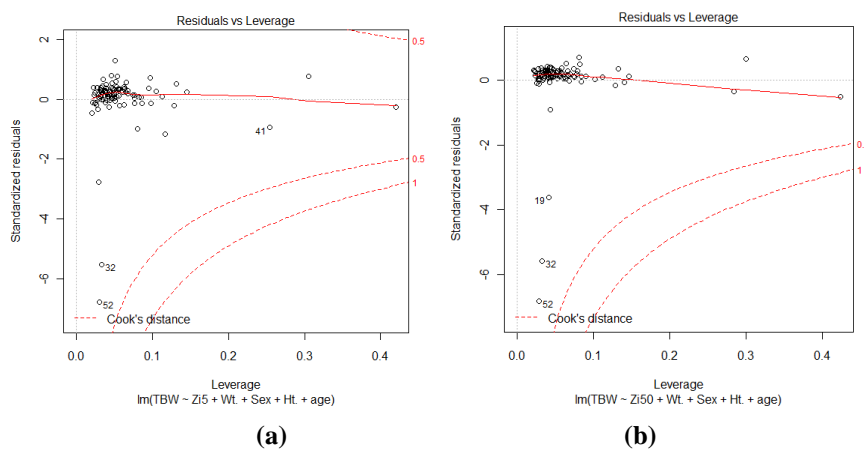 Residuals vs Leverage
Standardized residuals
2
0
-2
-4
-6
0.5
0.5
1
41
32
52
Cook's distance
0.0
0.1
0.2
0.3
0.4
Leverage
lm(TBW ~ Zi5 + Wt. + Sex + Ht. + age)
(a)
Residuals vs Leverage
Standardized residuals
2
0
-2
-4
-6
0.
1
19
32
52
Cook's distance
0.0
0.1
0.2
0.3
0.4
Leverage
lm(TBW ~ Zi50 + Wt. + Sex + Ht. + age)
(b)